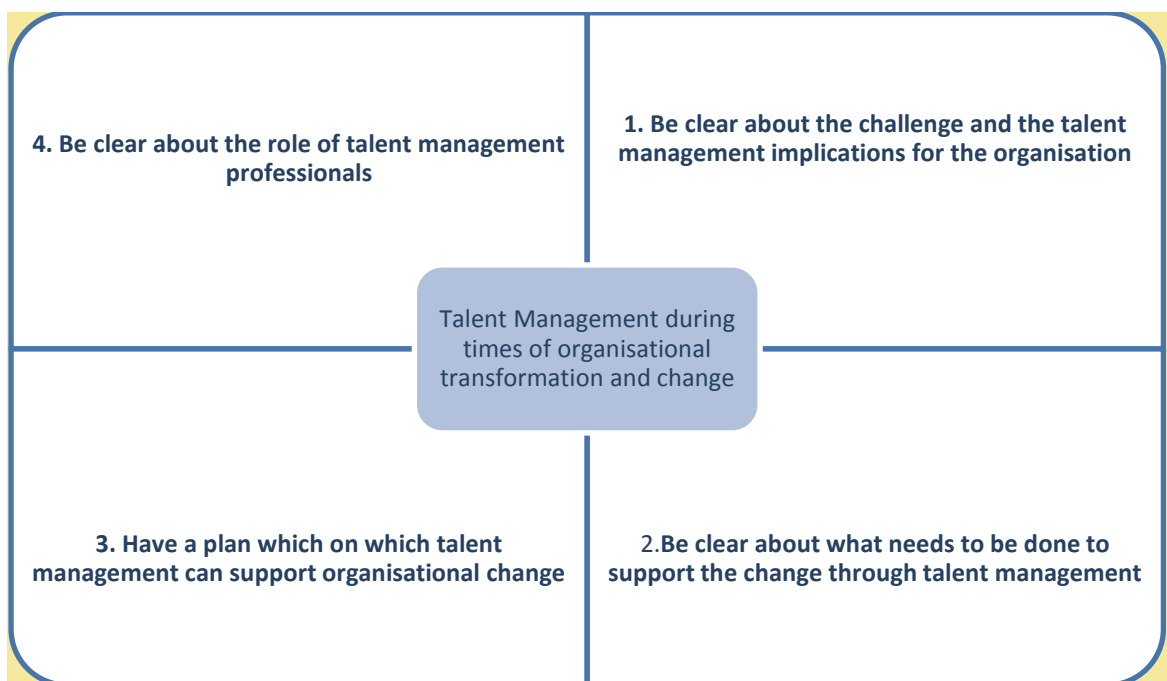 4. Be clear about the role of talent management
professionals
1. Be clear about the challenge and the talent
management implications for the organisation
Talent Management during
times of organisational
transformation and change
3. Have a plan which on which talent
management can support organisational change
2.Be clear about what needs to be done to
support the change through talent management